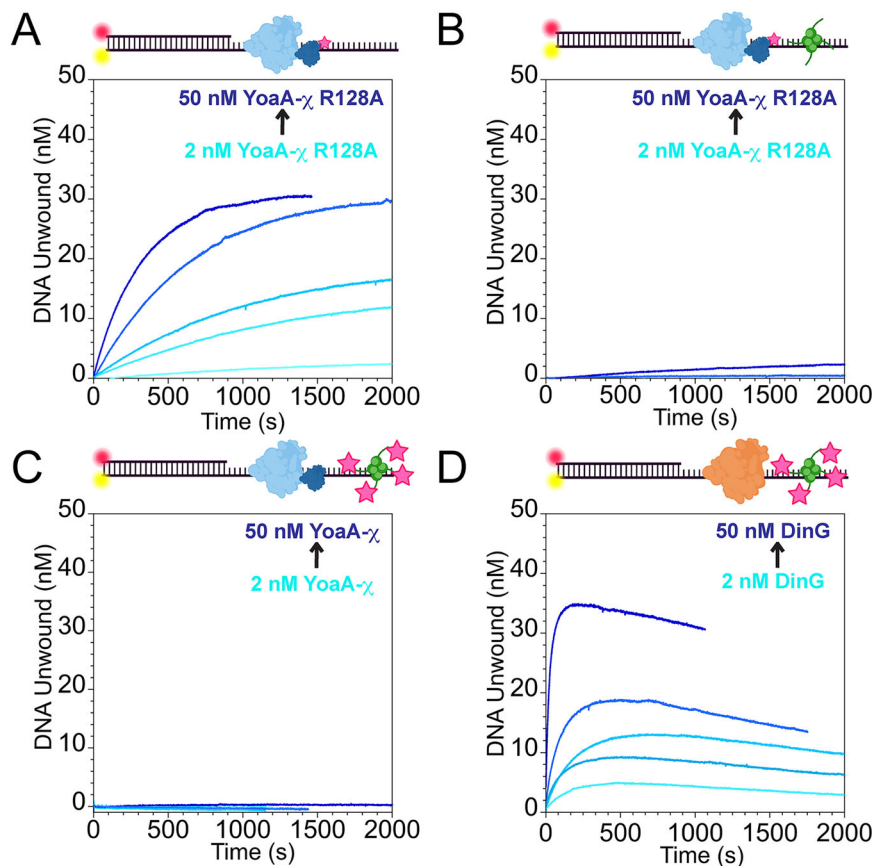 A
50 nM YoaA-χ R128A
2 nM YoaA-χ R128A
DNA Unwound (nM)
50
40
30
20
10
0
0 500 1000 1500 2000
Time (s)
B
50 nM YoaA-χ R128A
2 nM YoaA-χ R128A
DNA Unwound (nM)
50
40
30
20
10
0
0 500 1000 1500 2000
Time (s)
C
50 nM YoaA-χ
2 nM YoaA-χ
DNA Unwound (nM)
50
40
30
20
10
0
0 500 1000 1500 2000
Time (s)
D
50 nM DinG
2 nM DinG
DNA Unwound (nM)
50
40
30
20
10
0
0 500 1000 1500 2000
Time (s)